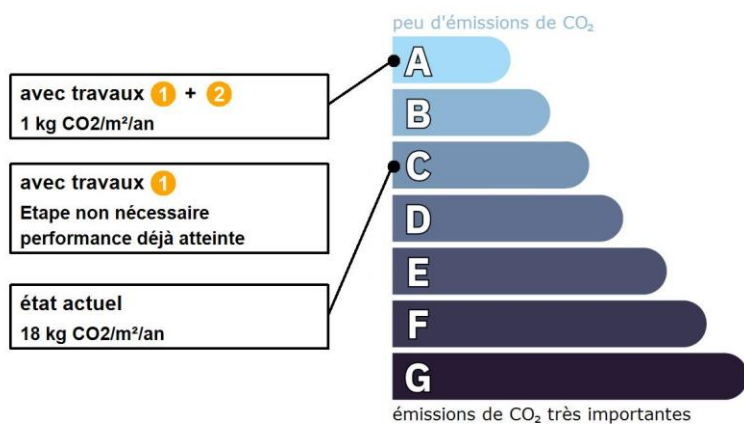 peu d'émissions de CO₂
A
B
C
D
E
F
G
émissions de CO₂ très importantes
avec travaux 1 + 2
1 kg CO2/m²/an
avec travaux 1
Etape non nécessaire
performance déjà atteinte
état actuel
18 kg CO2/m²/an